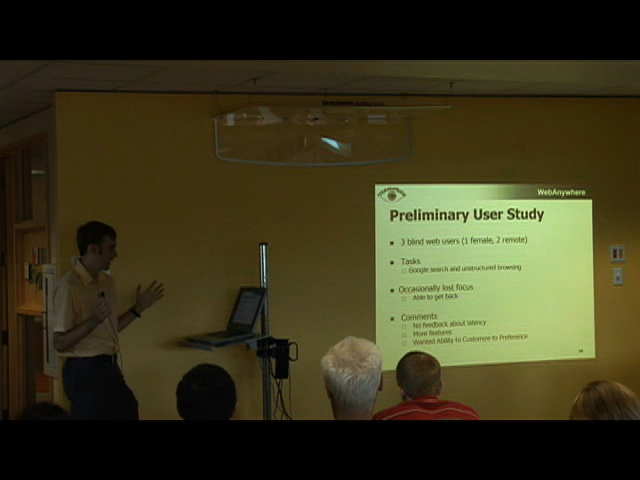 WebAnywhere
Preliminary User Study
3 blind web users (1 female, 2 remote)
Tasks
Google search and unstructured browsing
Occasionally lost focus
Able to get back
Comments
No feedback about latency
More features
Wanted Ability to Customize to Preference